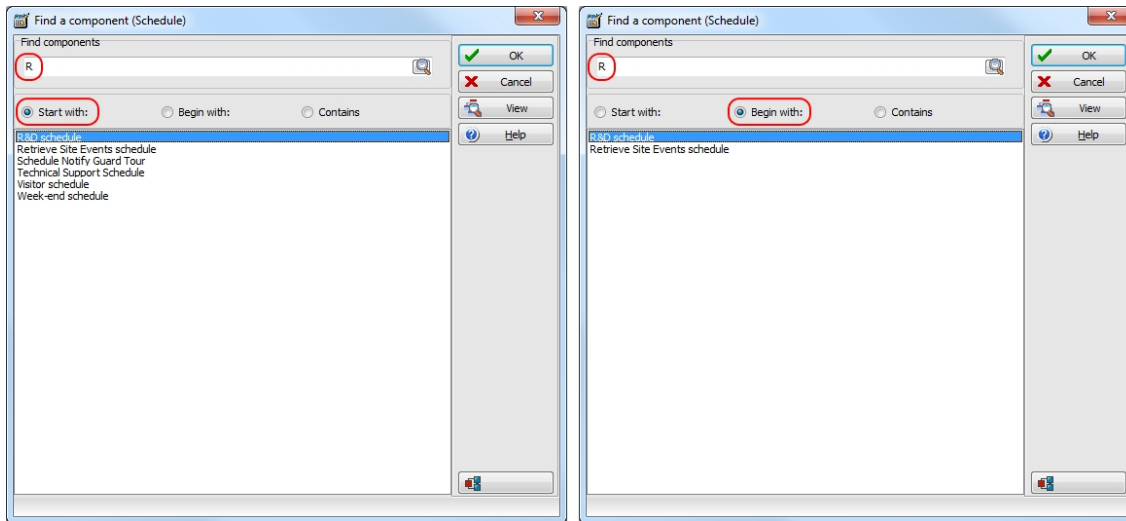 Find a component (Schedule)
Find components
R
OK
Cancel
Start with: Begin with: Contains
View
Help
R&D schedule
Retrieve Site Events schedule
Schedule Notify Guard Tour
Technical Support Schedule
Visitor schedule
Week-end schedule
Find a component (Schedule)
Find components
R
OK
Cancel
Start with: Begin with: Contains
View
Help
R&D schedule
Retrieve Site Events schedule